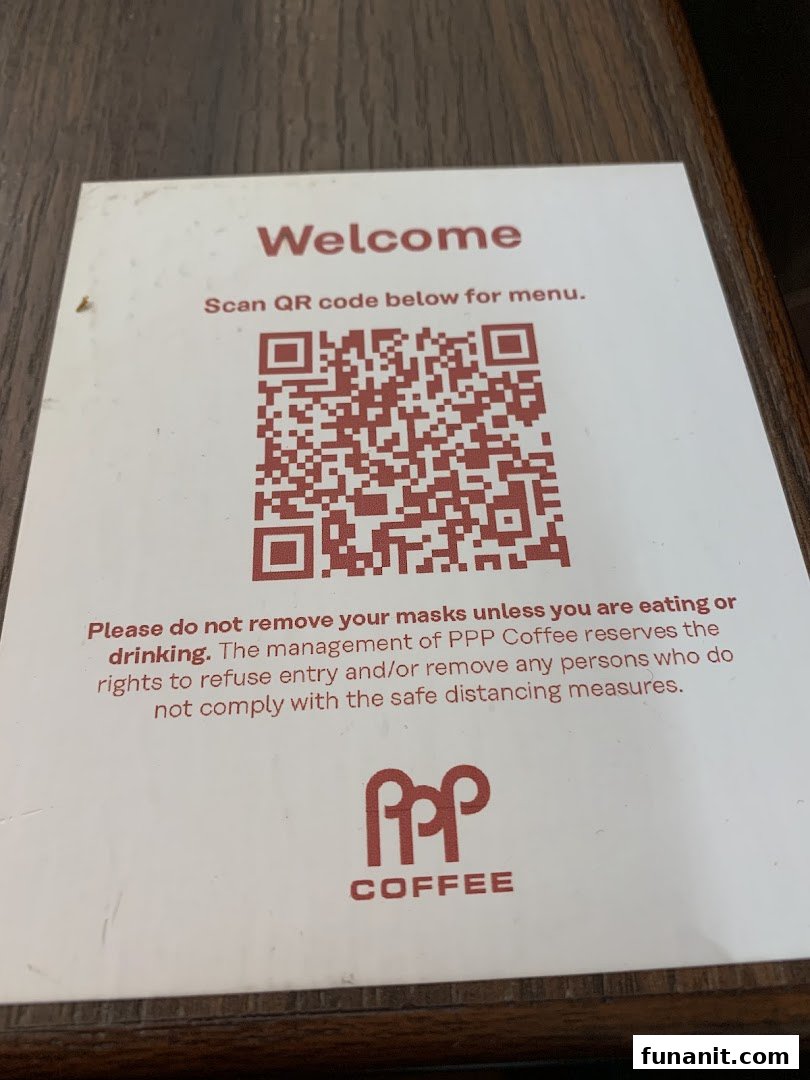 Welcome
Scan QR code below for menu.
Please do not remove your masks unless you are eating or
drinking. The management of PPP Coffee reserves the
rights to refuse entry and/or remove any persons who do
not comply with the safe distancing measures.
PPP
COFFEE
funanit.com